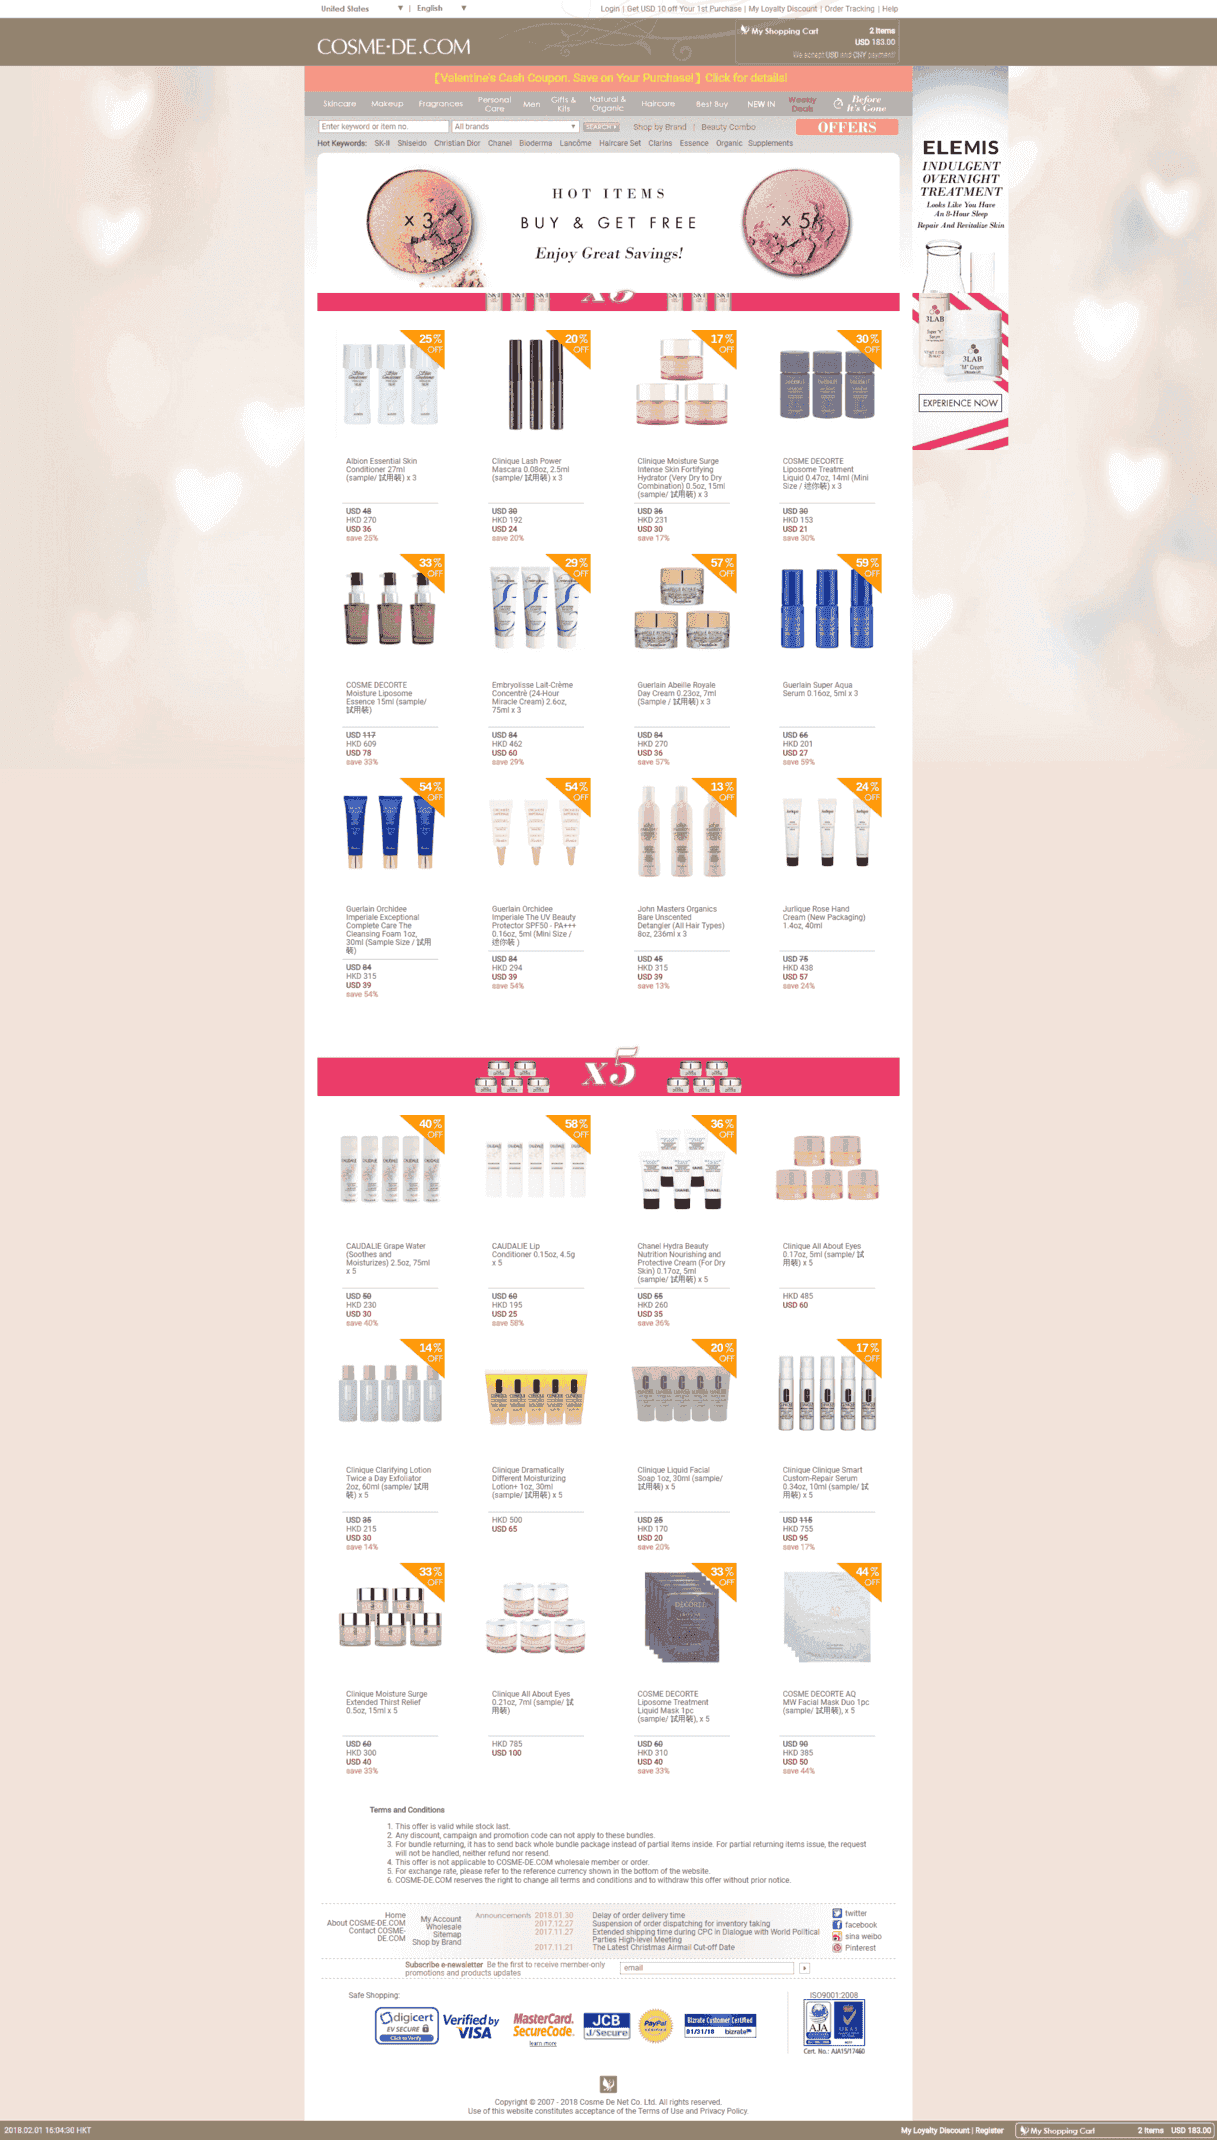 United States ▼ | English ▼
Login | Get USD 10 off Your 1st Purchase | My Loyalty Discount | Order Tracking | Help
COSME-DE.COM
My Shopping Cart 2 Items
USD 183.00
We accept USD and CNY payment!
【Valentine's Cash Coupon. Save on Your Purchase!】Click for details!
Skincare Makeup Fragrances Personal Care Men Gifts & Kits Natural & Organic Haircare Best Buy NEW IN Weekly Deals Before It's Gone
Enter keyword or item no. All brands SEARCH Shop by Brand | Beauty Combo OFFERS
Hot Keywords: SK-II Shiseido Christian Dior Chanel Bioderma Lancôme Haircare Set Clarins Essence Organic Supplements
HOT ITEMS
x 3 BUY & GET FREE x 5
Enjoy Great Savings!
ELEMIS
INDULGENT
OVERNIGHT
TREATMENT
Looks Like You Have
An 8-Hour Sleep
Repair And Revitalize Skin
3LAB
3LAB
"M" Cream
EXPERIENCE NOW
25% OFF 20% OFF 17% OFF 30% OFF
Albion Essential Skin
Conditioner 27ml
(sample/ 試用裝) x 3
USD 48
HKD 270
USD 36
save 25%
Clinique Lash Power
Mascara 0.08oz, 2.5ml
(sample/ 試用裝) x 3
USD 30
HKD 192
USD 24
save 20%
Clinique Moisture Surge
Intense Skin Fortifying
Hydrator (Very Dry to Dry
Combination) 0.5oz, 15ml
(sample/ 試用裝) x 3
USD 36
HKD 231
USD 30
save 17%
COSME DECORTE
Liposome Treatment
Liquid 0.47oz, 14ml (Mini
Size / 迷你裝) x 3
USD 30
HKD 153
USD 21
save 30%
33% OFF 29% OFF 57% OFF 59% OFF
COSME DECORTE
Moisture Liposome
Essence 15ml (sample/
試用裝)
USD 117
HKD 609
USD 78
save 33%
Embryolisse Lait-Crème
Concentré (24-Hour
Miracle Cream) 2.6oz,
75ml x 3
USD 84
HKD 462
USD 60
save 29%
Guerlain Abeille Royale
Day Cream 0.23oz, 7ml
(Sample / 試用裝) x 3
USD 84
HKD 270
USD 36
save 57%
Guerlain Super Aqua
Serum 0.16oz, 5ml x 3
USD 66
HKD 201
USD 27
save 59%
54% OFF 54% OFF 13% OFF 24% OFF
Guerlain Orchidee
Imperiale Exceptional
Complete Care The
Cleansing Foam 1oz,
30ml (Sample Size / 試用
裝)
USD 84
HKD 315
USD 39
save 54%
Guerlain Orchidee
Imperiale The UV Beauty
Protector SPF50 - PA+++
0.16oz, 5ml (Mini Size /
迷你裝 )
USD 84
HKD 294
USD 39
save 54%
John Masters Organics
Bare Unscented
Detangler (All Hair Types)
8oz, 236ml x 3
USD 45
HKD 315
USD 39
save 13%
Jurlique Rose Hand
Cream (New Packaging)
1.4oz, 40ml
USD 75
HKD 438
USD 57
save 24%
x5
40% OFF 58% OFF 36% OFF
CAUDALIE Grape Water
(Soothes and
Moisturizes) 2.5oz, 75ml
x 5
USD 50
HKD 230
USD 30
save 40%
CAUDALIE Lip
Conditioner 0.15oz, 4.5g
x 5
USD 60
HKD 195
USD 25
save 58%
Chanel Hydra Beauty
Nutrition Nourishing and
Protective Cream (For Dry
Skin) 0.17oz, 5ml
(sample/ 試用裝) x 5
USD 55
HKD 260
USD 35
save 36%
Clinique All About Eyes
0.17oz, 5ml (sample/ 試
用裝) x 5
HKD 485
USD 60
14% OFF 20% OFF 17% OFF
Clinique Clarifying Lotion
Twice a Day Exfoliator
2oz, 60ml (sample/ 試用
裝) x 5
USD 35
HKD 215
USD 30
save 14%
Clinique Dramatically
Different Moisturizing
Lotion+ 1oz, 30ml
(sample/ 試用裝) x 5
HKD 500
USD 65
Clinique Liquid Facial
Soap 1oz, 30ml (sample/
試用裝) x 5
USD 25
HKD 170
USD 20
save 20%
Clinique Clinique Smart
Custom-Repair Serum
0.34oz, 10ml (sample/ 試
用裝) x 5
USD 115
HKD 755
USD 95
save 17%
33% OFF 33% OFF 44% OFF
Clinique Moisture Surge
Extended Thirst Relief
0.5oz, 15ml x 5
USD 60
HKD 300
USD 40
save 33%
Clinique All About Eyes
0.21oz, 7ml (sample/ 試
用裝)
HKD 785
USD 100
COSME DECORTE
Liposome Treatment
Liquid Mask 1pc
(sample/ 試用裝), x 5
USD 60
HKD 310
USD 40
save 33%
COSME DECORTE AQ
MW Facial Mask Duo 1pc
(sample/ 試用裝), x 5
USD 90
HKD 385
USD 50
save 44%
Terms and Conditions
1. This offer is valid while stock last.
2. Any discount, campaign and promotion code can not apply to these bundles.
3. For bundle returning, it has to send back whole bundle package instead of partial items inside. For partial returning items issue, the request
will not be handled, neither refund nor resend.
4. This offer is not applicable to COSME-DE.COM wholesale member or order.
5. For exchange rate, please refer to the reference currency shown in the bottom of the website.
6. COSME-DE.COM reserves the right to change all terms and conditions and to withdraw this offer without prior notice.
Home
About COSME-DE.COM
Contact COSME-
DE.COM
My Account
Wholesale
Sitemap
Shop by Brand
Announcements 2018.01.30 Delay of order delivery time
2017.12.27 Suspension of order dispatching for inventory taking
2017.11.27 Extended shipping time during CPC in Dialogue with World Political
Parties High-level Meeting
2017.11.21 The Latest Christmas Airmail Cut-off Date
twitter
facebook
sina weibo
Pinterest
Subscribe e-newsletter Be the first to receive member-only
promotions and products updates
email
Safe Shopping:
digicert
EV SECURE
Click to Verify
Verified by
VISA
MasterCard.
SecureCode.
learn more
JCB
J/Secure
PayPal
VERIFIED
Bizrate Customer Certified
01/31/18 bizrate
ISO9001:2008
AJA UKAS
Cert. No.: AJA15/17460
Copyright © 2007 - 2018 Cosme De Net Co. Ltd. All rights reserved.
Use of this website constitutes acceptance of the Terms of Use and Privacy Policy.
2018.02.01 16:04:30 HKT
My Loyalty Discount | Register My Shopping Cart 2 Items USD 183.00